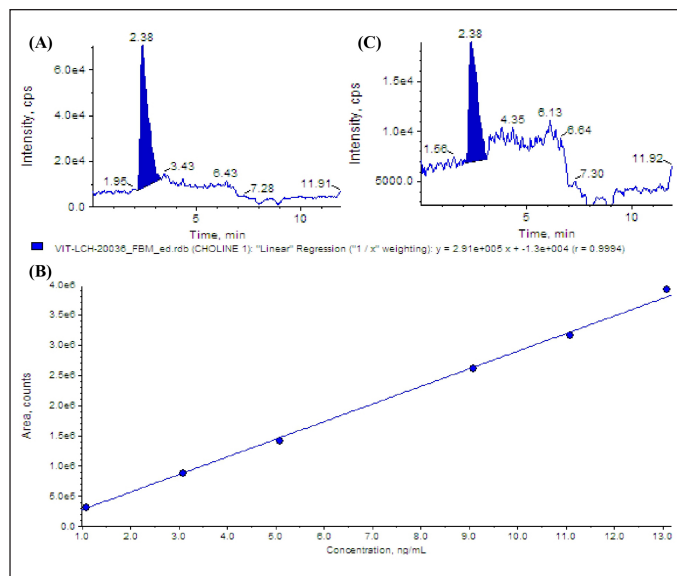 (A)
2.38
6.0e4
4.0e4
2.0e4
0.0
Intensity, cps
1.95
3.43
6.43
7.28
11.91
5
10
Time, min
(C)
2.38
1.5e4
1.0e4
5000.0
Intensity, cps
1.56
4.35
6.13
6.64
7.30
11.92
5
10
Time, min
VIT-LCH-20036_FBM_ed.rdb (CHOLINE 1): "Linear" Regression ("1 / x" weighting): y = 2.91e+005 x + -1.3e+004 (r = 0.9994)
(B)
4.0e6
3.5e6
3.0e6
2.5e6
2.0e6
1.5e6
1.0e6
5.0e5
0.0
Area, counts
1.0 2.0 3.0 4.0 5.0 6.0 7.0 8.0 9.0 10.0 11.0 12.0 13.0
Concentration, ng/mL